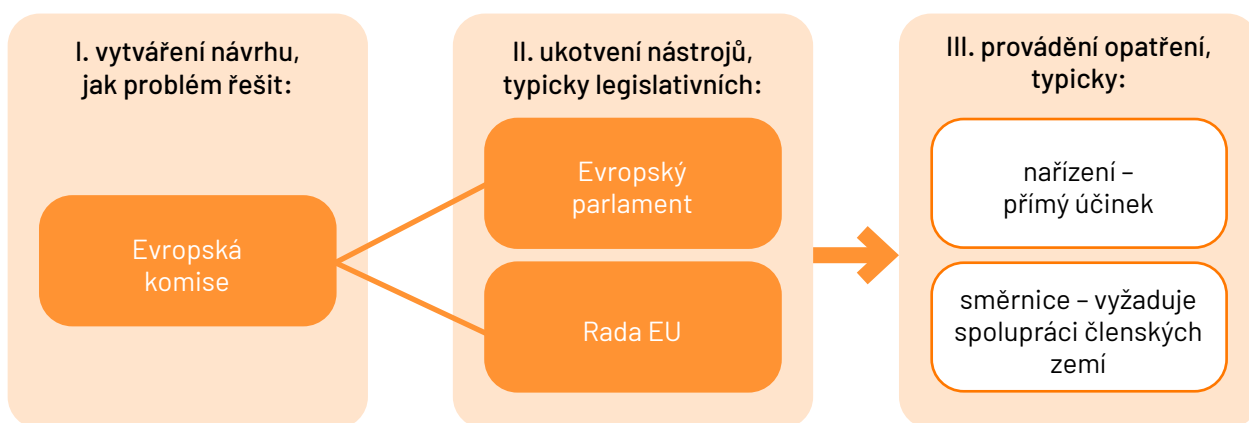 I. vytváření návrhu,
jak problém řešit:
Evropská
komise
II. ukotvení nástrojů,
typicky legislativních:
Evropský
parlament
Rada EU
III. provádění opatření,
typicky:
nařízení –
přímý účinek
směrnice – vyžaduje
spolupráci členských
zemí